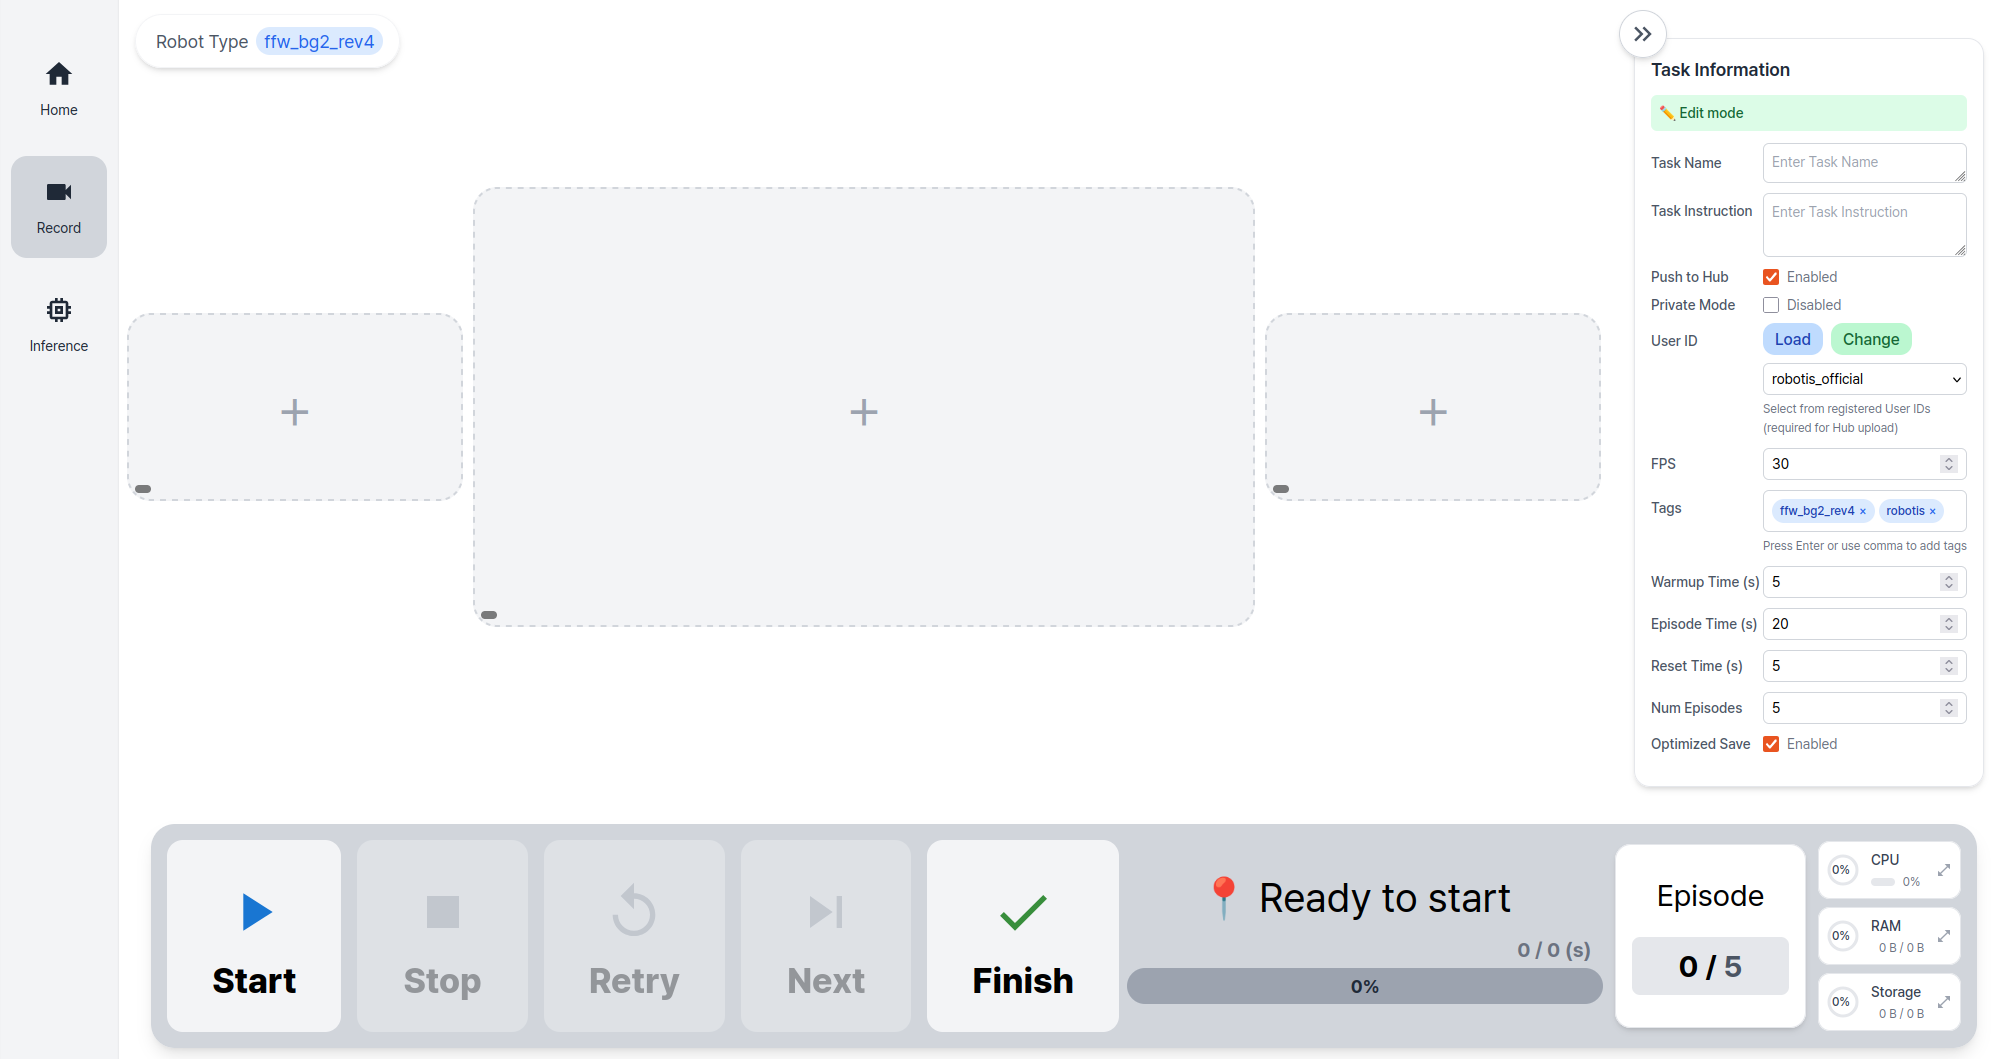 Home
Record
Inference
Robot Type ffw_bg2_rev4
Task Information
✏️ Edit mode
Task Name Enter Task Name
Task Instruction Enter Task Instruction
Push to Hub Enabled
Private Mode Disabled
User ID Load Change
robotis_official
Select from registered User IDs
(required for Hub upload)
FPS 30
Tags ffw_bg2_rev4 × robotis ×
Press Enter or use comma to add tags
Warmup Time (s) 5
Episode Time (s) 20
Reset Time (s) 5
Num Episodes 5
Optimized Save Enabled
Start
Stop
Retry
Next
Finish
📍 Ready to start
0 / 0 (s)
0%
Episode
0 / 5
0% CPU
0%
0% RAM
0 B / 0 B
0% Storage
0 B / 0 B